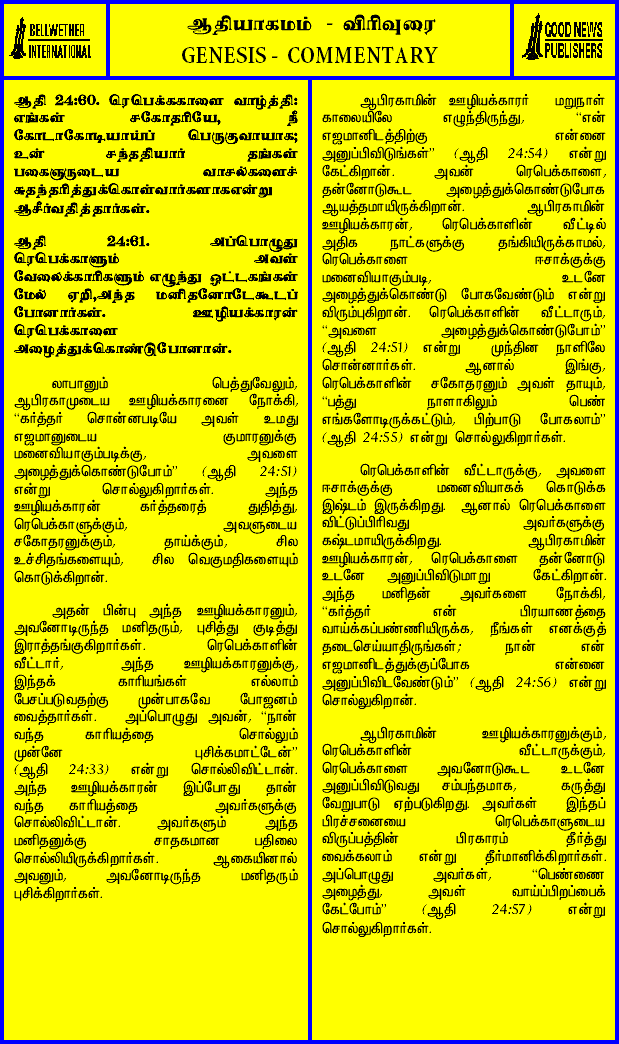 BELLWETHER
INTERNATIONAL
ஆதியாகமம் - விரிவுரை
GENESIS - COMMENTARY
GOOD NEWS
PUBLISHERS
ஆதி 24:60. ரெபெக்ககாளை வாழ்த்தி:
எங்கள் சகோதரியே, நீ
கோடாகோடியாய்ப் பெருகுவாயாக;
உன் சந்ததியார் தங்கள்
பகைஞருடைய வாசல்களைச்
சுதந்தரித்துக்கொள்வார்களாகஎன்று
ஆசீர்வதித்தார்கள்.
ஆதி 24:61. அப்பொழுது
ரெபெக்காளும் அவள்
வேலைக்காரிகளும் எழுந்து ஒட்டகங்கள்
மேல் ஏறி,அந்த மனிதனோடேகூடப்
போனார்கள். ஊழியக்காரன்
ரெபெக்காளை
அழைத்துக்கொண்டுபோனான்.
லாபானும் பெத்துவேலும்,
ஆபிரகாமுடைய ஊழியக்காரனை நோக்கி,
“கர்த்தர் சொன்னபடியே அவள் உமது
எஜமானுடைய குமாரனுக்கு
மனைவியாகும்படிக்கு, அவளை
அழைத்துக்கொண்டுபோம்” (ஆதி 24:51)
என்று சொல்லுகிறார்கள். அந்த
ஊழியக்காரன் கர்த்தரைத் துதித்து,
ரெபெக்காளுக்கும், அவளுடைய
சகோதரனுக்கும், தாய்க்கும், சில
உச்சிதங்களையும், சில வெகுமதிகளையும்
கொடுக்கிறான்.
அதன் பின்பு அந்த ஊழியக்காரனும்,
அவனோடிருந்த மனிதரும், புசித்து குடித்து
இராத்தங்குகிறார்கள். ரெபெக்காளின்
வீட்டார், அந்த ஊழியக்காரனுக்கு,
இந்தக் காரியங்கள் எல்லாம்
பேசப்படுவதற்கு முன்பாகவே போஜனம்
வைத்தார்கள். அப்பொழுது அவன், “நான்
வந்த காரியத்தை சொல்லும்
முன்னே புசிக்கமாட்டேன்”
(ஆதி 24:33) என்று சொல்லிவிட்டான்.
அந்த ஊழியக்காரன் இப்போது தான்
வந்த காரியத்தை அவர்களுக்கு
சொல்லிவிட்டான். அவர்களும் அந்த
மனிதனுக்கு சாதகமான பதிலை
சொல்லியிருக்கிறார்கள். ஆகையினால்
அவனும், அவனோடிருந்த மனிதரும்
புசிக்கிறார்கள்.
ஆபிரகாமின் ஊழியக்காரர் மறுநாள்
காலையிலே எழுந்திருந்து, “என்
எஜமானிடத்திற்கு என்னை
அனுப்பிவிடுங்கள்” (ஆதி 24:54) என்று
கேட்கிறான். அவன் ரெபெக்காளை,
தன்னோடுகூட அழைத்துக்கொண்டுபோக
ஆயத்தமாயிருக்கிறான். ஆபிரகாமின்
ஊழியக்காரன், ரெபெக்காளின் வீட்டில்
அதிக நாட்களுக்கு தங்கியிருக்காமல்,
ரெபெக்காளை ஈசாக்குக்கு
மனைவியாகும்படி, உடனே
அழைத்துக்கொண்டு போகவேண்டும் என்று
விரும்புகிறான். ரெபெக்காளின் வீட்டாரும்,
“அவளை அழைத்துக்கொண்டுபோம்”
(ஆதி 24:51) என்று முந்தின நாளிலே
சொன்னார்கள். ஆனால் இங்கு,
ரெபெக்காளின் சகோதரனும் அவள் தாயும்,
“பத்து நாளாகிலும் பெண்
எங்களோடிருக்கட்டும், பிற்பாடு போகலாம்”
(ஆதி 24:55) என்று சொல்லுகிறார்கள்.
ரெபெக்காளின் வீட்டாருக்கு, அவளை
ஈசாக்குக்கு மனைவியாகக் கொடுக்க
இஷ்டம் இருக்கிறது. ஆனால் ரெபெக்காளை
விட்டுப்பிரிவது அவர்களுக்கு
கஷ்டமாயிருக்கிறது. ஆபிரகாமின்
ஊழியக்காரன், ரெபெக்காளை தன்னோடு
உடனே அனுப்பிவிடுமாறு கேட்கிறான்.
அந்த மனிதன் அவர்களை நோக்கி,
“கர்த்தர் என் பிரயாணத்தை
வாய்க்கப்பண்ணியிருக்க, நீங்கள் எனக்குத்
தடைசெய்யாதிருங்கள்; நான் என்
எஜமானிடத்துக்குப்போக என்னை
அனுப்பிவிடவேண்டும்” (ஆதி 24:56) என்று
சொல்லுகிறான்.
ஆபிரகாமின் ஊழியக்காரனுக்கும்,
ரெபெக்காளின் வீட்டாருக்கும்,
ரெபெக்காளை அவனோடுகூட உடனே
அனுப்பிவிடுவது சம்பந்தமாக, கருத்து
வேறுபாடு ஏற்படுகிறது. அவர்கள் இந்தப்
பிரச்சனையை ரெபெக்காளுடைய
விருப்பத்தின் பிரகாரம் தீர்த்து
வைக்கலாம் என்று தீர்மானிக்கிறார்கள்.
அப்பொழுது அவர்கள், “பெண்ணை
அழைத்து, அவள் வாய்ப்பிறப்பைக்
கேட்போம்” (ஆதி 24:57) என்று
சொல்லுகிறார்கள்.